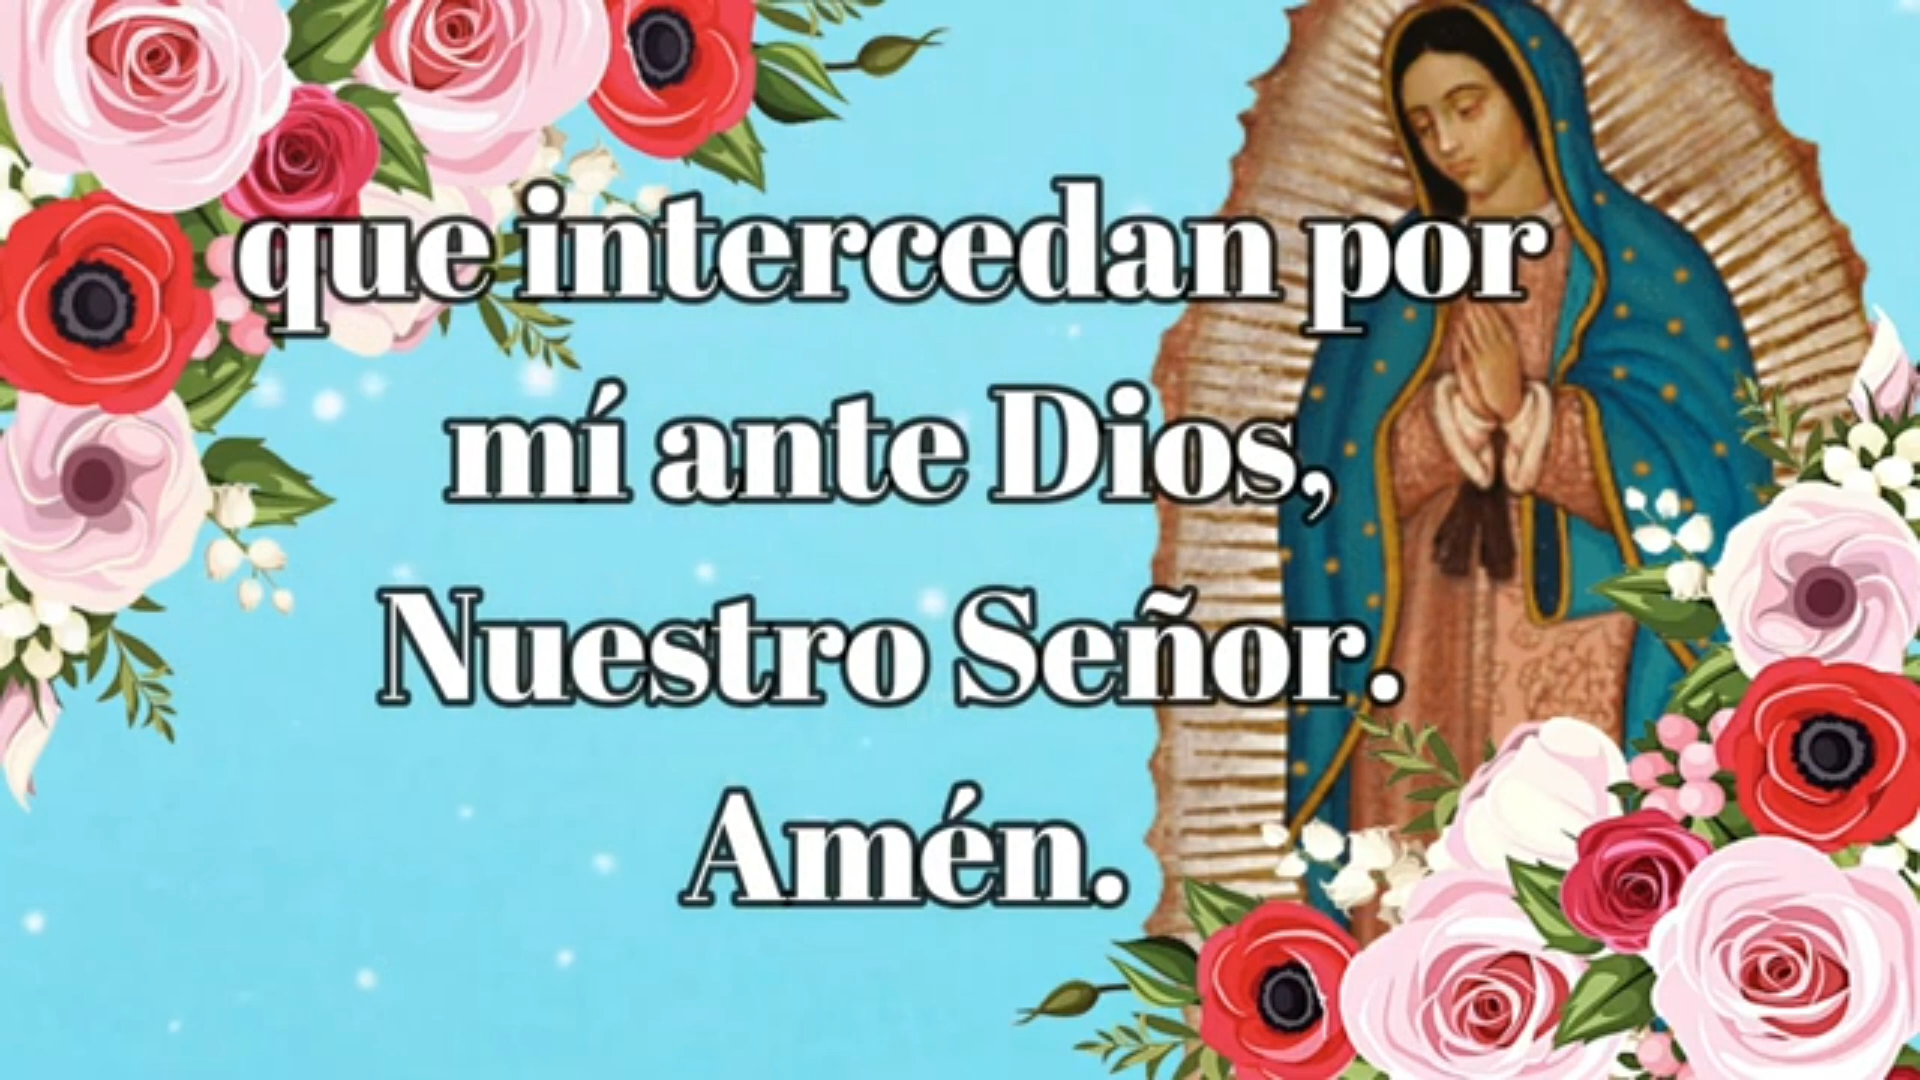 que intercedan por
mí ante Dios,
Nuestro Señor.
Amén.